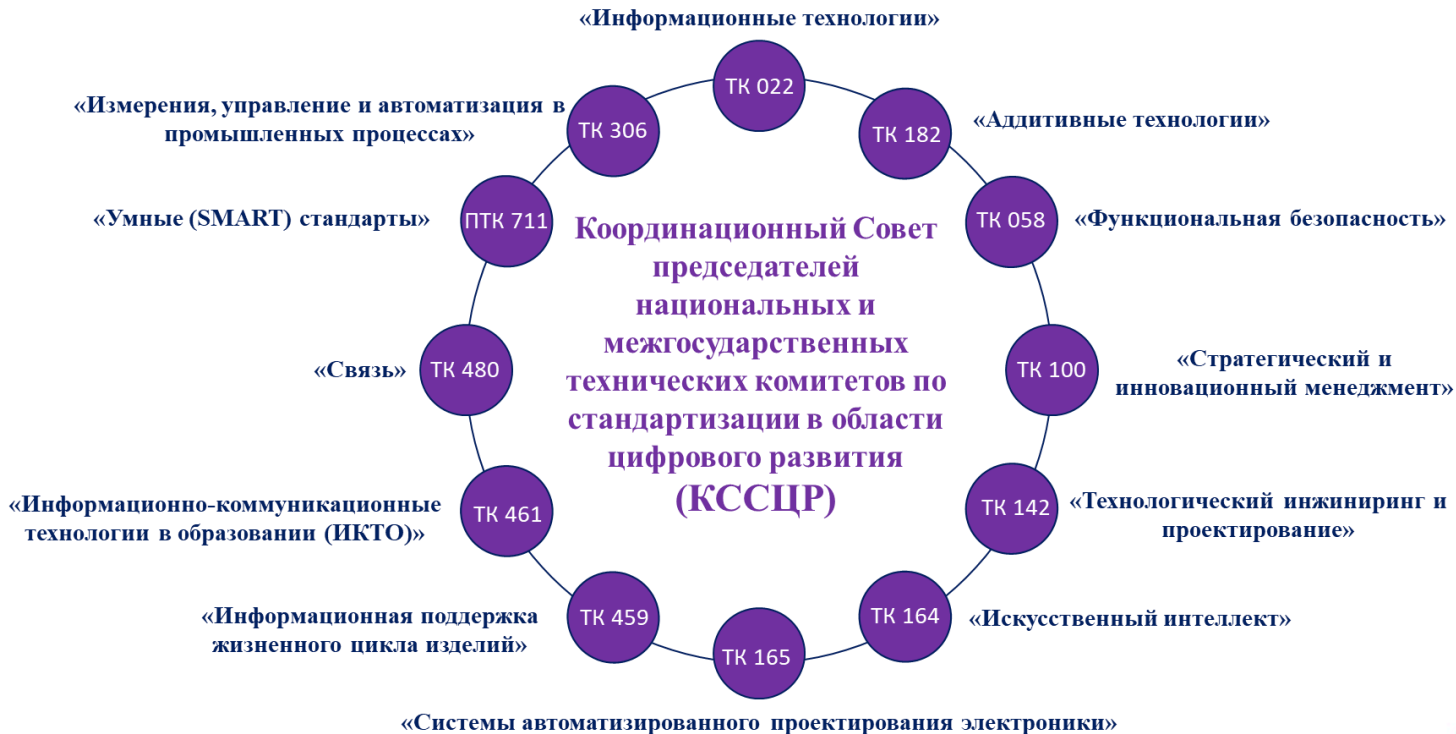 «Информационные технологии»
ТК 022
«Измерения, управление и автоматизация в
промышленных процессах»
ТК 306
ТК 182
«Аддитивные технологии»
«Умные (SMART) стандарты»
ПТК 711
ТК 058
«Функциональная безопасность»
Координационный Совет
председателей
национальных и
межгосударственных
технических комитетов по
стандартизации в области
цифрового развития
(КССЦР)
«Связь»
ТК 480
ТК 100
«Стратегический и
инновационный менеджмент»
«Информационно-коммуникационные
технологии в образовании (ИКТО)»
ТК 461
ТК 142
«Технологический инжиниринг и
проектирование»
«Информационная поддержка
жизненного цикла изделий»
ТК 459
ТК 164
«Искусственный интеллект»
ТК 165
«Системы автоматизированного проектирования электроники»